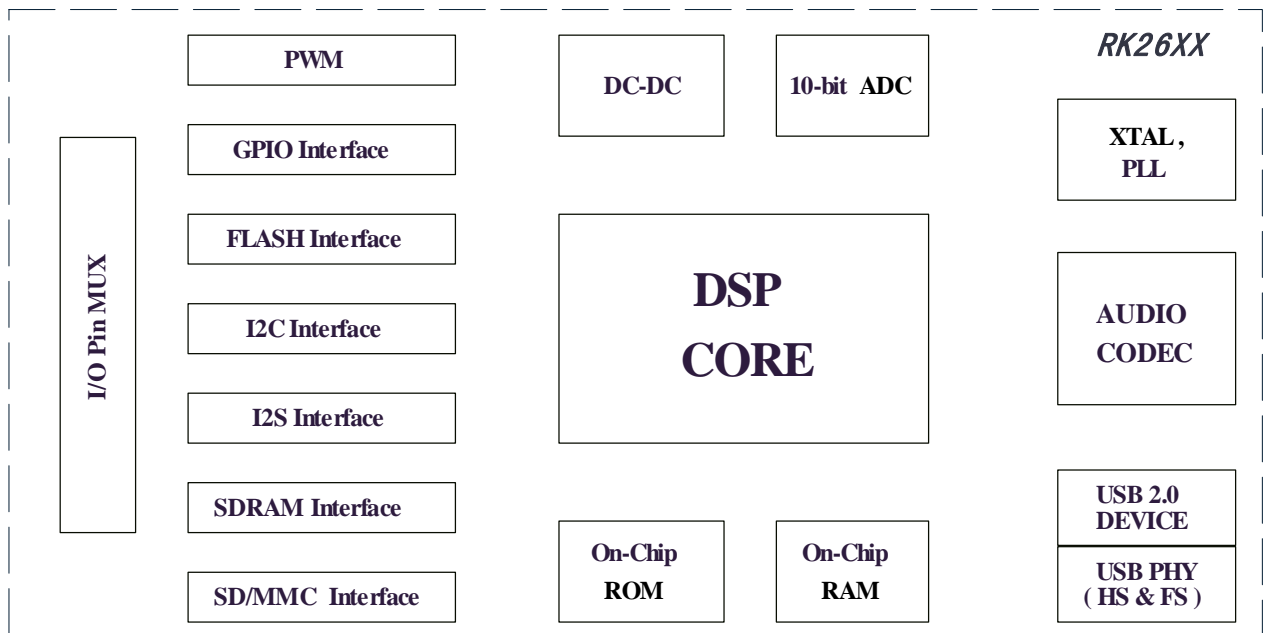 RK26XX
PWM
GPIO Interface
FLASH Interface
I2C Interface
I2S Interface
SDRAM Interface
SD/MMC Interface
I/O Pin MUX
DC-DC
10-bit ADC
DSP
CORE
On-Chip
ROM
On-Chip
RAM
XTAL ,
PLL
AUDIO
CODEC
USB 2.0
DEVICE
USB PHY
( HS & FS )